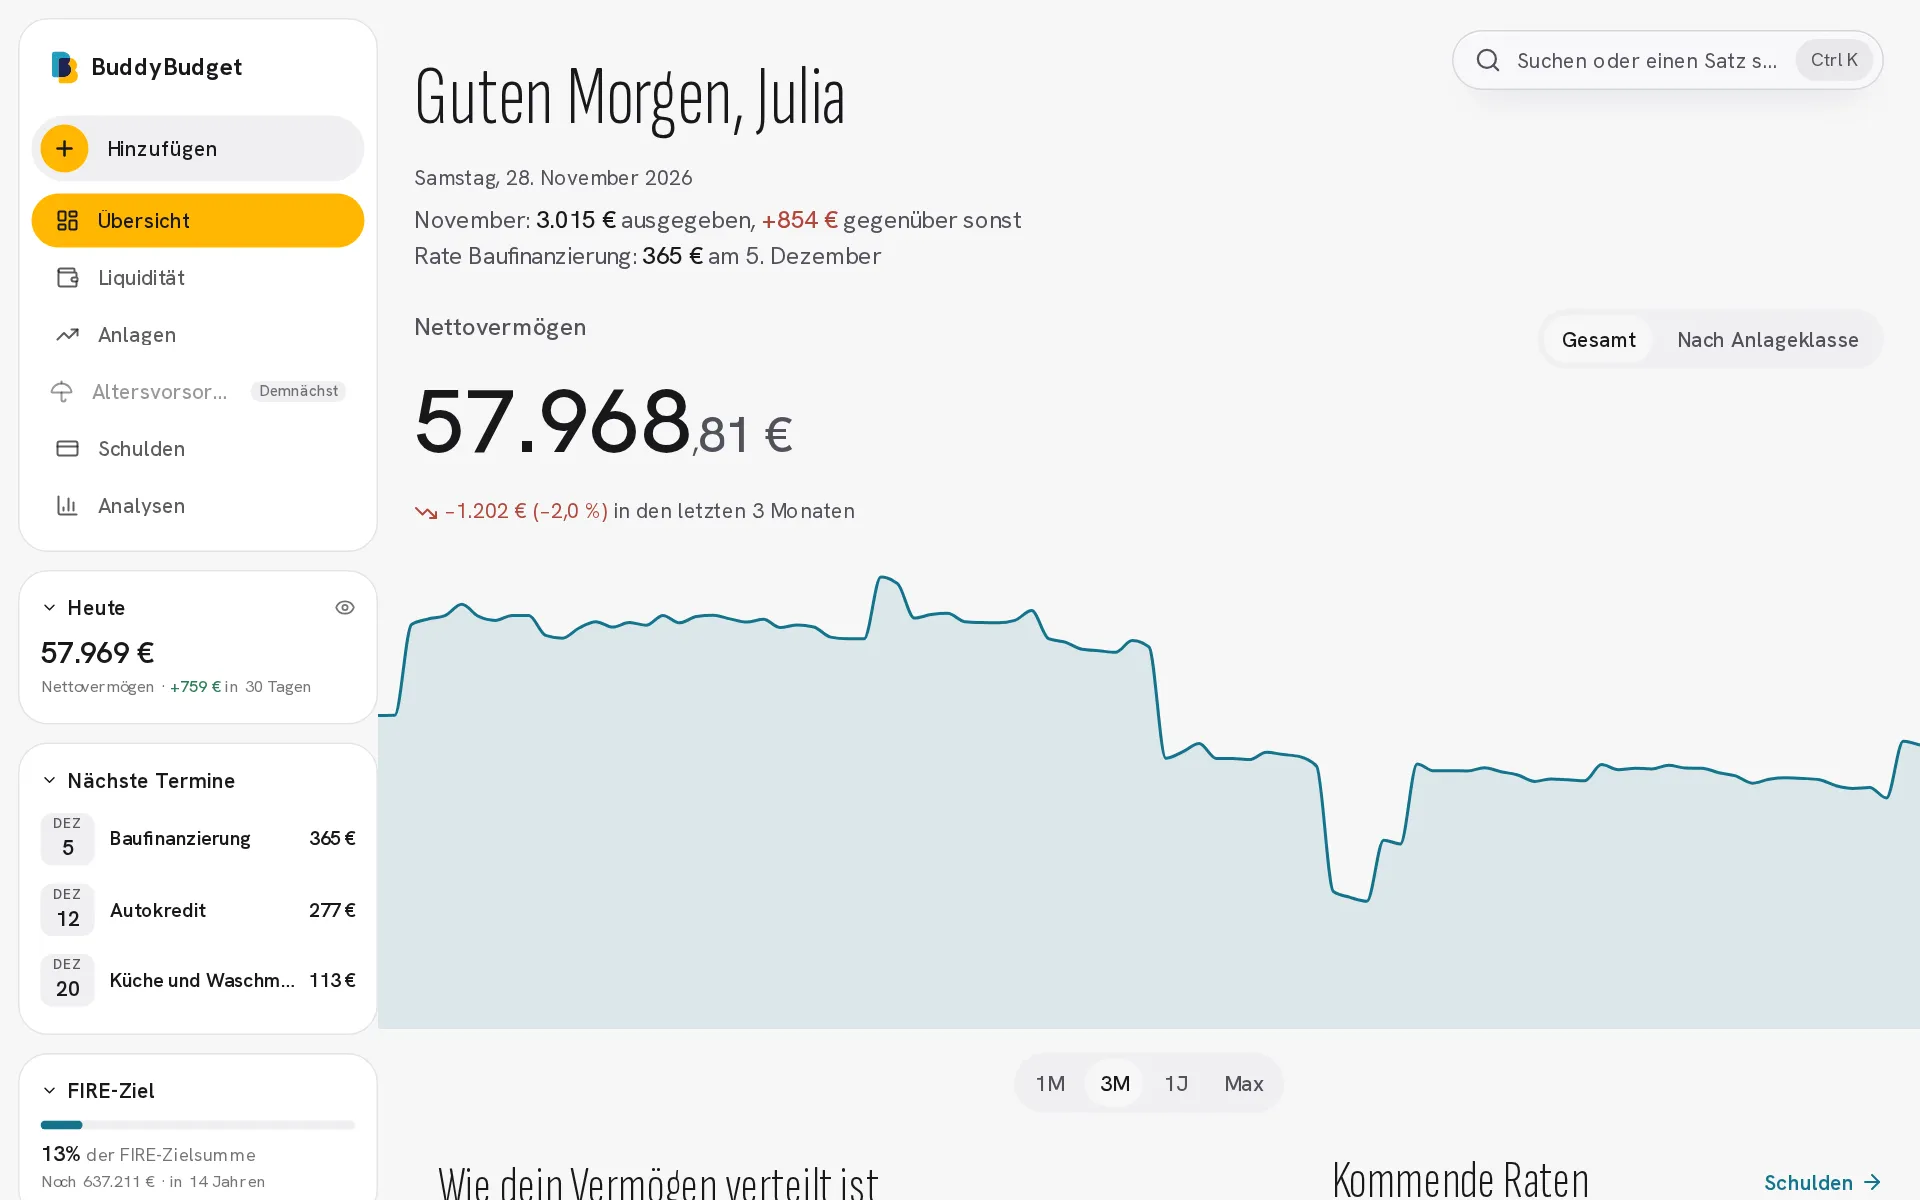 BuddyBudget
Hinzufügen
Übersicht
Liquidität
Anlagen
Altersvorsor... Demnächst
Schulden
Analysen
Heute
57.969 €
Nettovermögen · +759 € in 30 Tagen
Nächste Termine
DEZ
5
Baufinanzierung 365 €
DEZ
12
Autokredit 277 €
DEZ
20
Küche und Waschm... 113 €
FIRE-Ziel
13% der FIRE-Zielsumme
Noch 637.211 € · in 14 Jahren
Guten Morgen, Julia
Suchen oder einen Satz s... Ctrl K
Samstag, 28. November 2026
November: 3.015 € ausgegeben, +854 € gegenüber sonst
Rate Baufinanzierung: 365 € am 5. Dezember
Nettovermögen
Gesamt Nach Anlageklasse
57.968,81 €
−1.202 € (−2,0 %) in den letzten 3 Monaten
1M 3M 1J Max
Wie dein Vermögen verteilt ist
Kommende Raten
Schulden